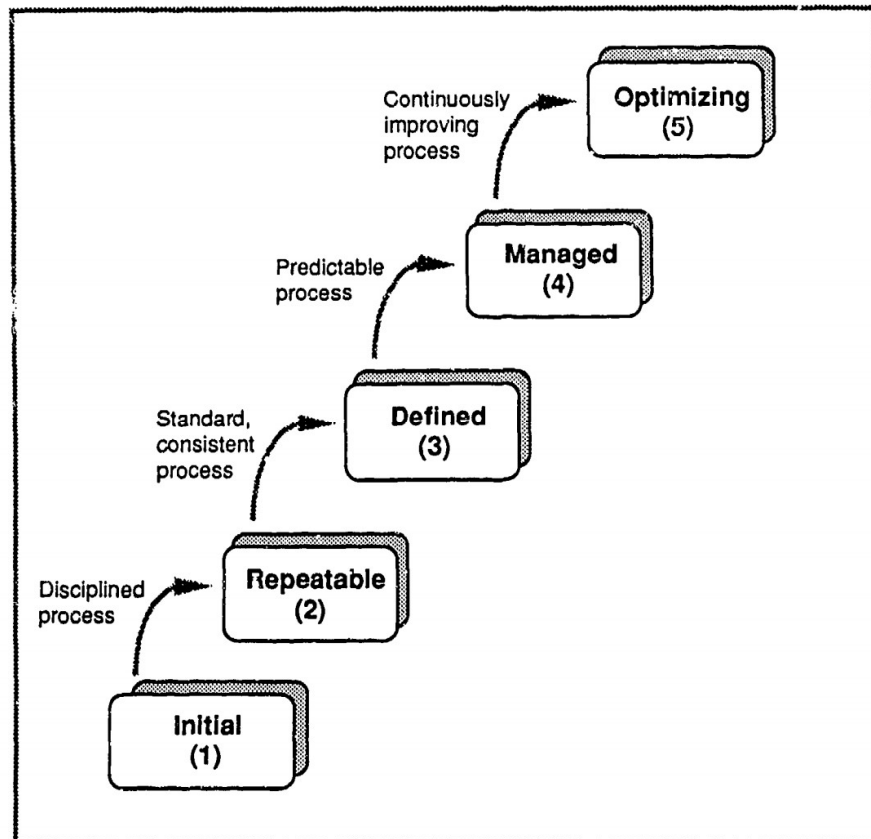 Continuously
improving
process
Optimizing
(5)
Predictable
process
Managed
(4)
Standard,
consistent
process
Defined
(3)
Disciplined
process
Repeatable
(2)
Initial
(1)